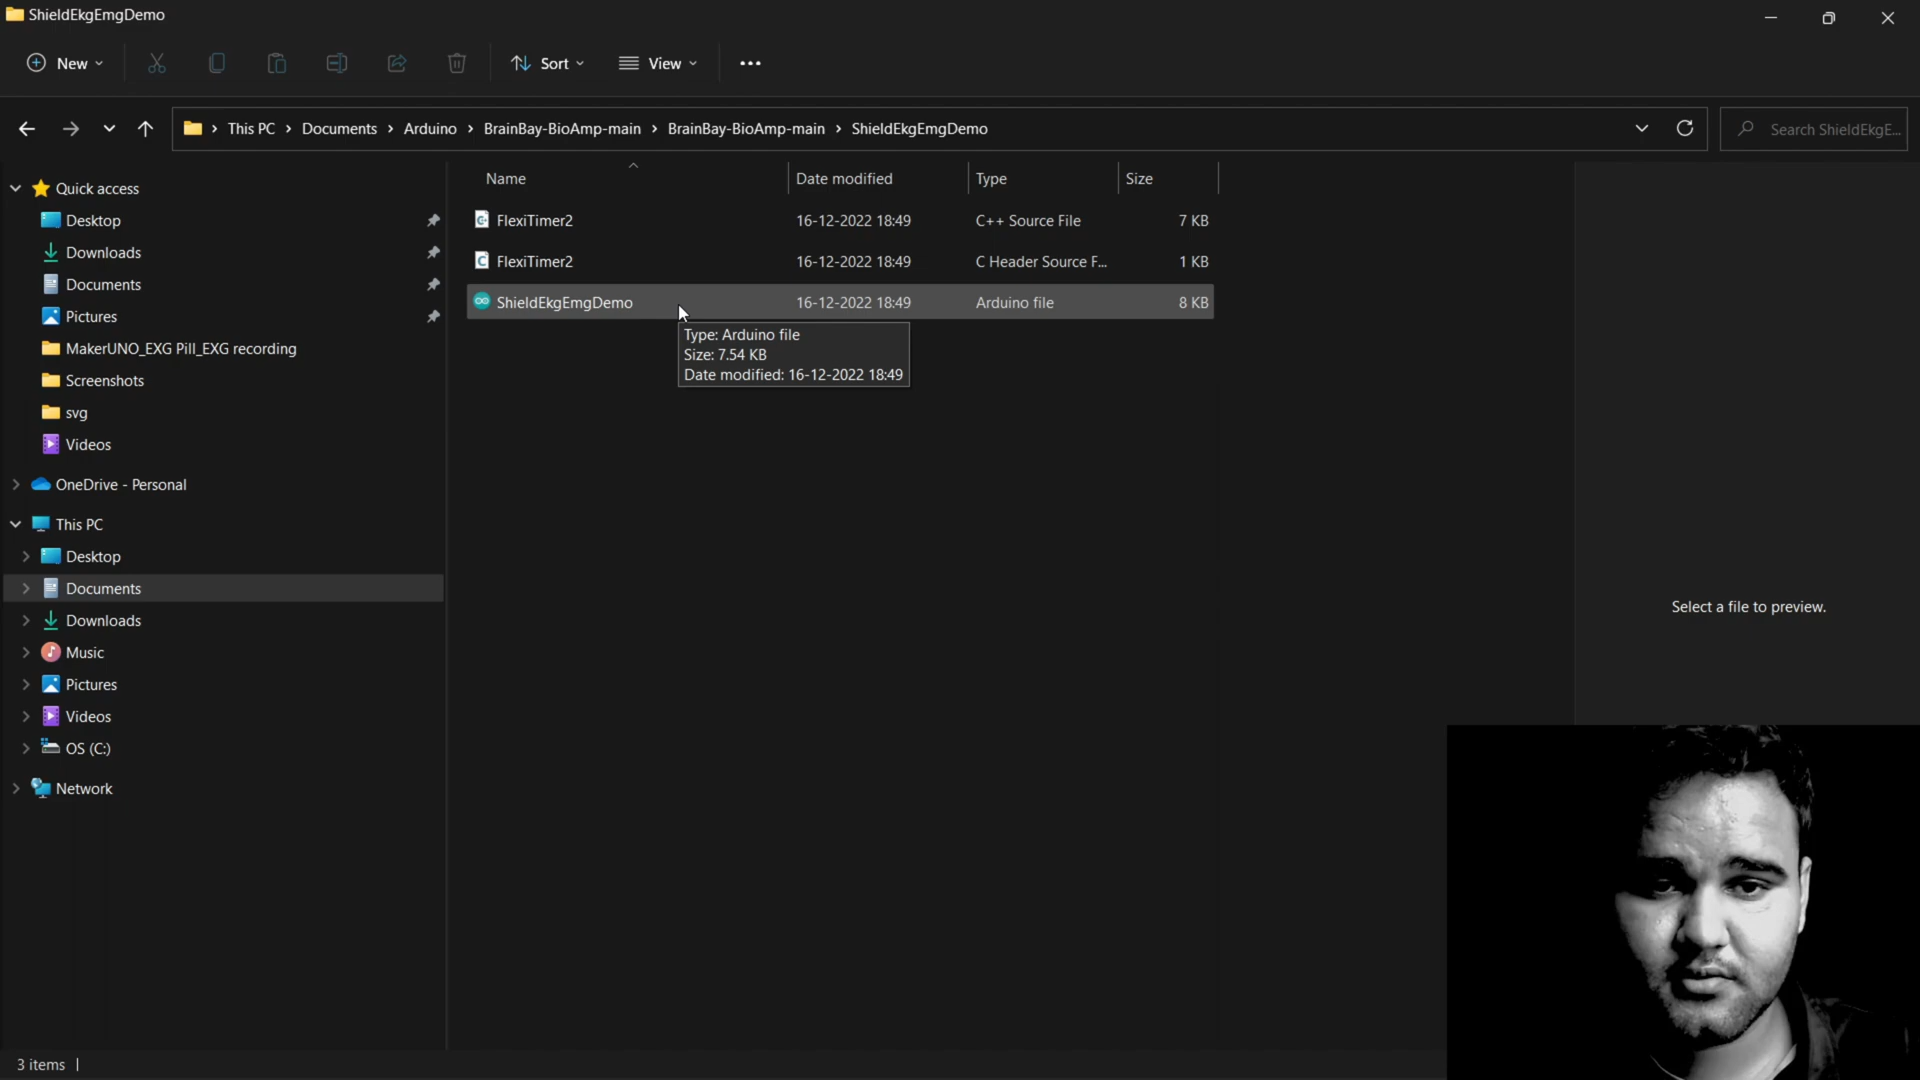 ShieldEkgEmgDemo
New
Sort
View
This PC > Documents > Arduino > BrainBay-BioAmp-main > BrainBay-BioAmp-main > ShieldEkgEmgDemo
Search ShieldEkgE...
Quick access
Desktop
Downloads
Documents
Pictures
MakerUNO_EXG Pill_EXG recording
Screenshots
svg
Videos
OneDrive - Personal
This PC
Desktop
Documents
Downloads
Music
Pictures
Videos
OS (C:)
Network
Name Date modified Type Size
FlexiTimer2 16-12-2022 18:49 C++ Source File 7 KB
FlexiTimer2 16-12-2022 18:49 C Header Source F... 1 KB
ShieldEkgEmgDemo 16-12-2022 18:49 Arduino file 8 KB
Type: Arduino file
Size: 7.54 KB
Date modified: 16-12-2022 18:49
Select a file to preview.
3 items